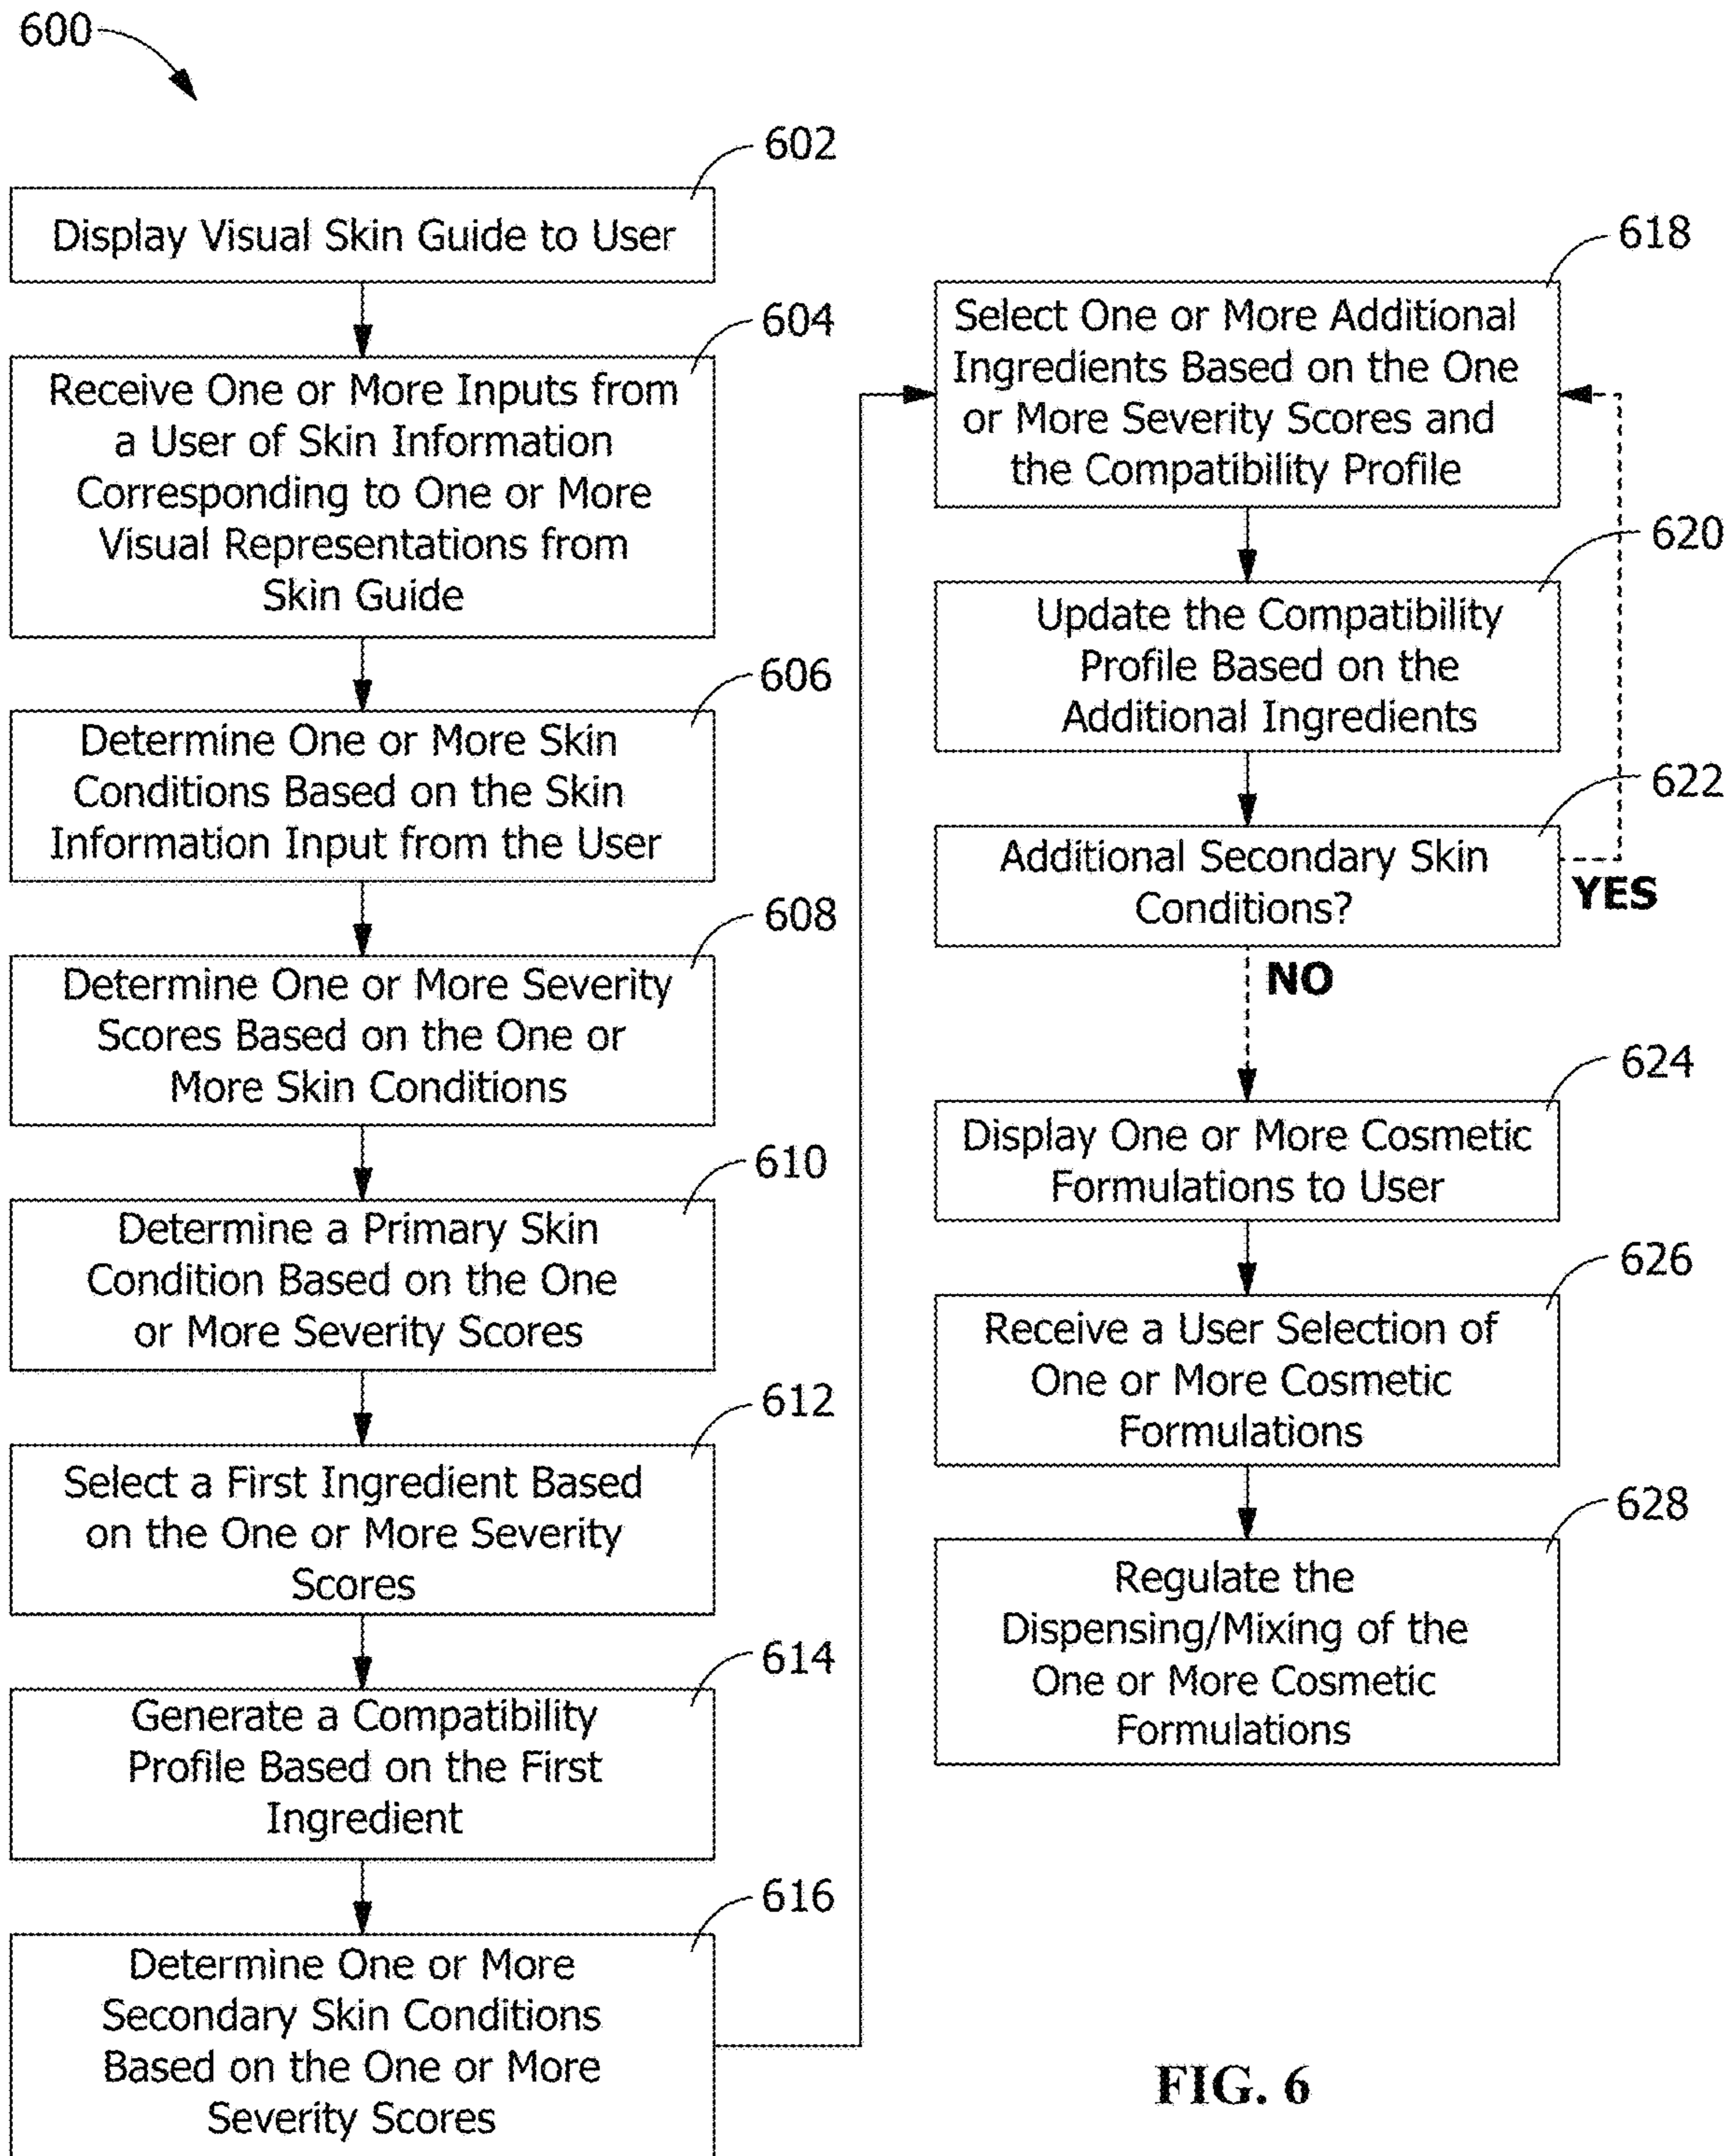 600
602
Display Visual Skin Guide to User
604
Receive One or More Inputs from
a User of Skin Information
Corresponding to One or More
Visual Representations from
Skin Guide
606
Determine One or More Skin
Conditions Based on the Skin
Information Input from the User
608
Determine One or More Severity
Scores Based on the One or
More Skin Conditions
610
Determine a Primary Skin
Condition Based on the One
or More Severity Scores
612
Select a First Ingredient Based
on the One or More Severity
Scores
614
Generate a Compatibility
Profile Based on the First
Ingredient
616
Determine One or More
Secondary Skin Conditions
Based on the One or More
Severity Scores
618
Select One or More Additional
Ingredients Based on the One
or More Severity Scores and
the Compatibility Profile
620
Update the Compatibility
Profile Based on the
Additional Ingredients
622
Additional Secondary Skin
Conditions?
YES
NO
624
Display One or More Cosmetic
Formulations to User
626
Receive a User Selection of
One or More Cosmetic
Formulations
628
Regulate the
Dispensing/Mixing of the
One or More Cosmetic
Formulations
FIG. 6